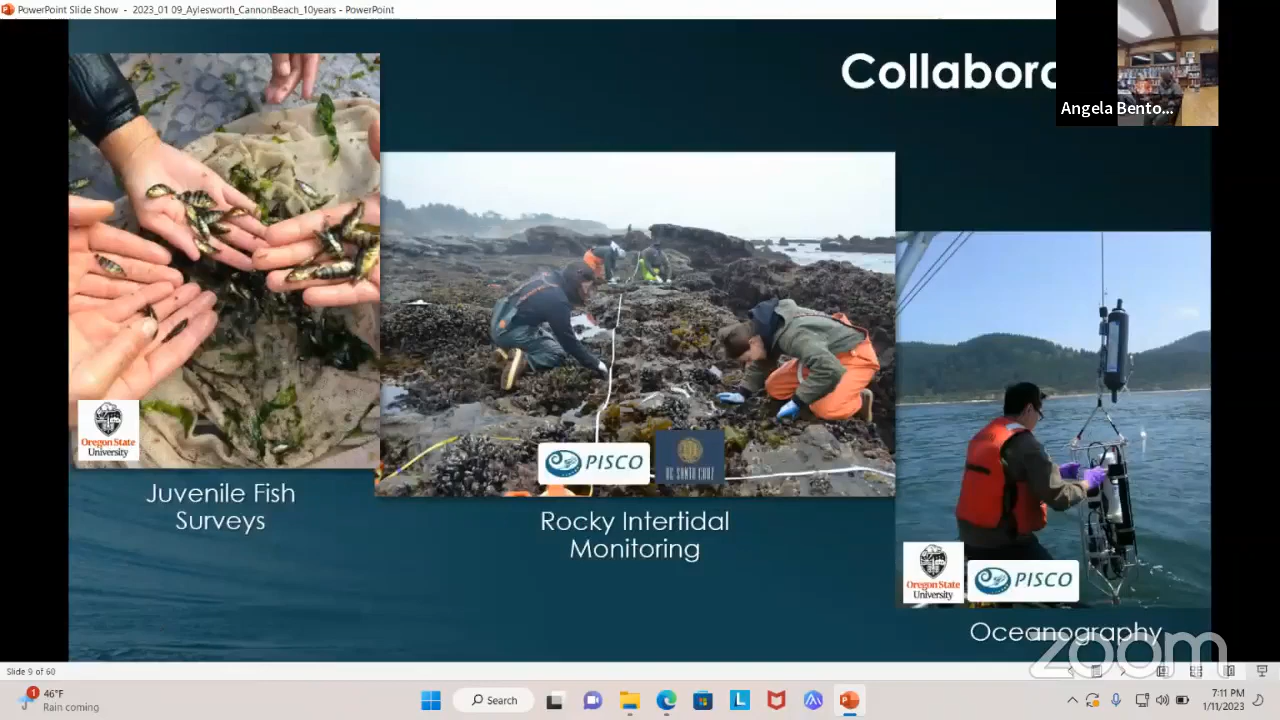 PowerPoint Slide Show - 2023_01 09_Aylesworth_CannonBeach_10years - PowerPoint
Collabora
Angela Bento...
Oregon State
University
PISCO
UC SANTA CRUZ
Juvenile Fish
Surveys
Rocky Intertidal
Monitoring
Oregon State
University
PISCO
Oceanography
zoom
Slide 9 of 60
1
46°F
Rain coming
Search
L
7:11 PM
1/11/2023